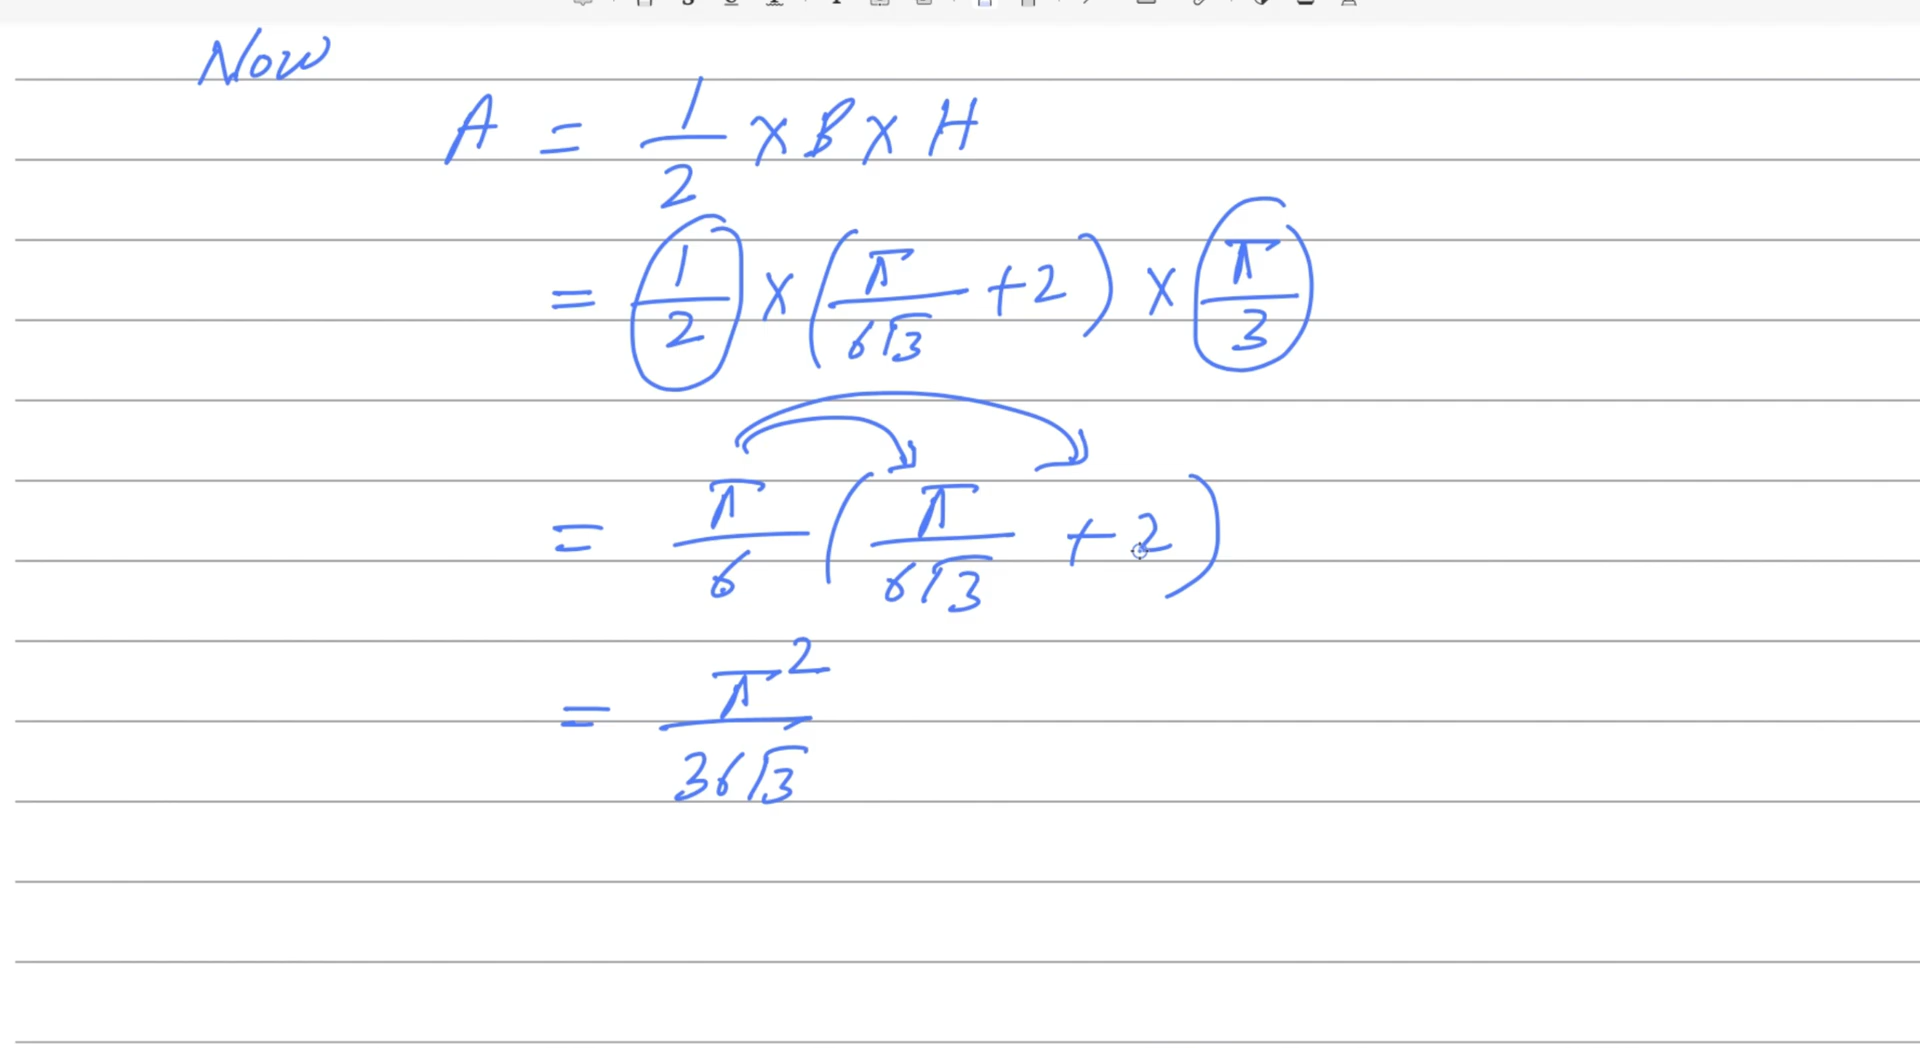 Now
A = 1/2 × B × H
= 1/2 × (π/6√3 + 2) × π/3
= π/6 (π/6√3 + 2)
= π²/36√3